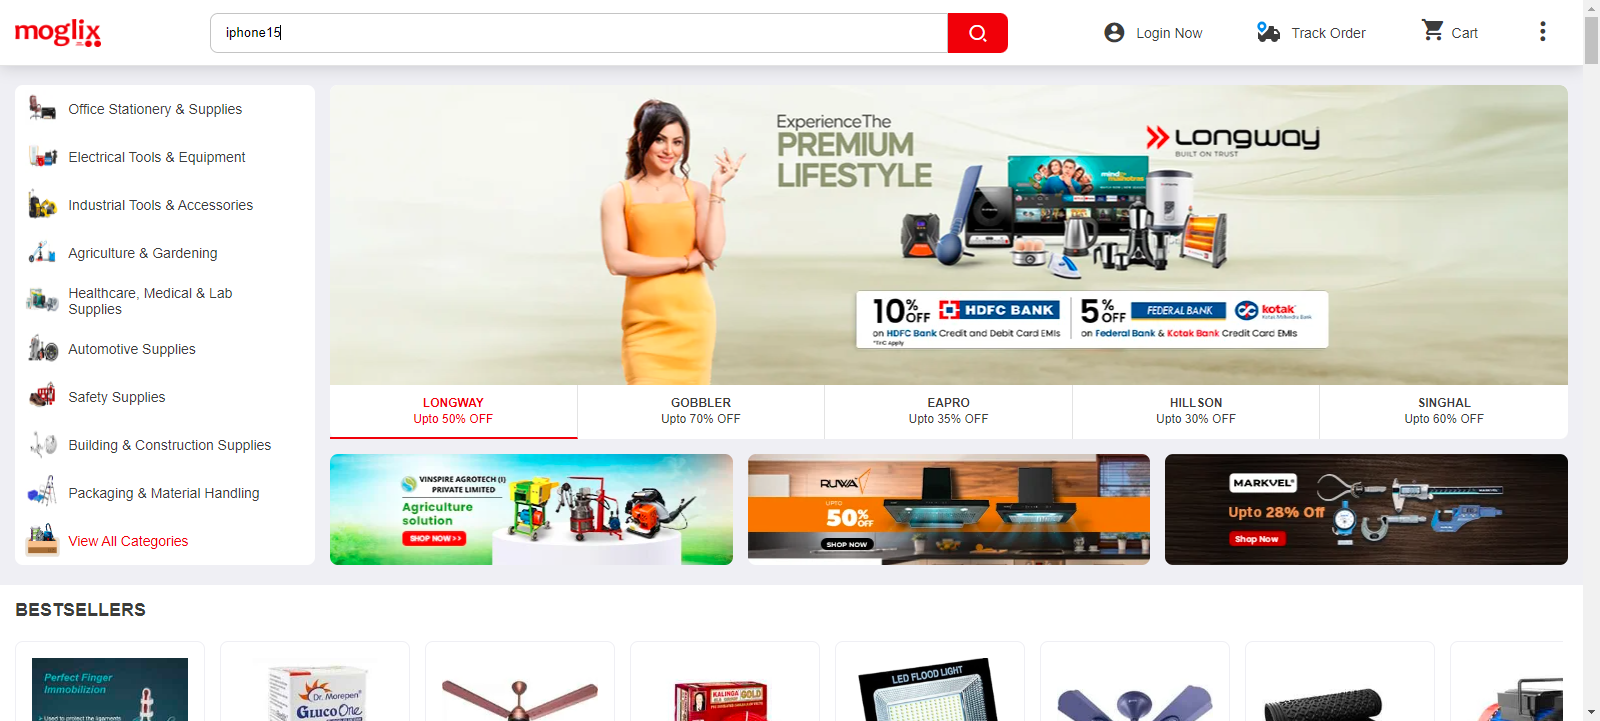 moglix
iphone15
Login Now
Track Order
Cart
Office Stationery & Supplies
Electrical Tools & Equipment
Industrial Tools & Accessories
Agriculture & Gardening
Healthcare, Medical & Lab
Supplies
Automotive Supplies
Safety Supplies
Building & Construction Supplies
Packaging & Material Handling
View All Categories
Experience The
PREMIUM
LIFESTYLE
LONGWAY
BUILT ON TRUST
10% OFF HDFC BANK
on HDFC Bank Credit and Debit Card EMIs
*T&C Apply
5% OFF FEDERAL BANK kotak
Kotak Mahindra Bank
on Federal Bank & Kotak Bank Credit Card EMIs
LONGWAY
Upto 50% OFF
GOBBLER
Upto 70% OFF
EAPRO
Upto 35% OFF
HILLSON
Upto 30% OFF
SINGHAL
Upto 60% OFF
VINSPIRE AGROTECH (I)
PRIVATE LIMITED
Agriculture
solution
SHOP NOW >>
RUWA
UPTO
50% OFF
SHOP NOW
MARKVEL
Upto 28% Off
Shop Now
BESTSELLERS
Perfect Finger
Immobilizion
Used to protect the ligaments
Dr. Morepen
GlucoOne
KALINGA
GOLD
LED FLOOD LIGHT